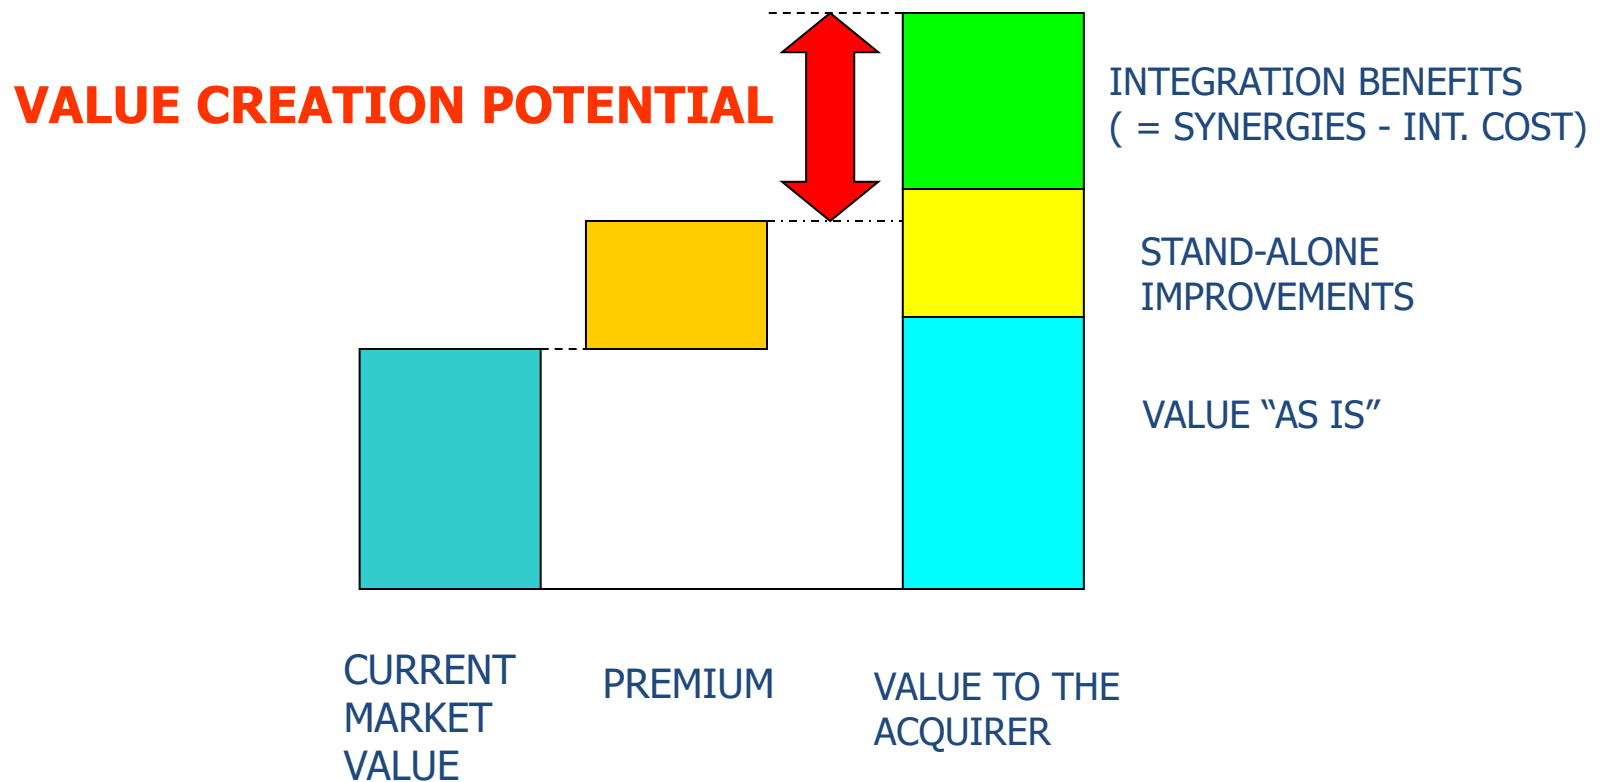 VALUE CREATION POTENTIAL
INTEGRATION BENEFITS
( = SYNERGIES - INT. COST)
STAND-ALONE
IMPROVEMENTS
VALUE “AS IS”
CURRENT
MARKET
VALUE
PREMIUM
VALUE TO THE
ACQUIRER